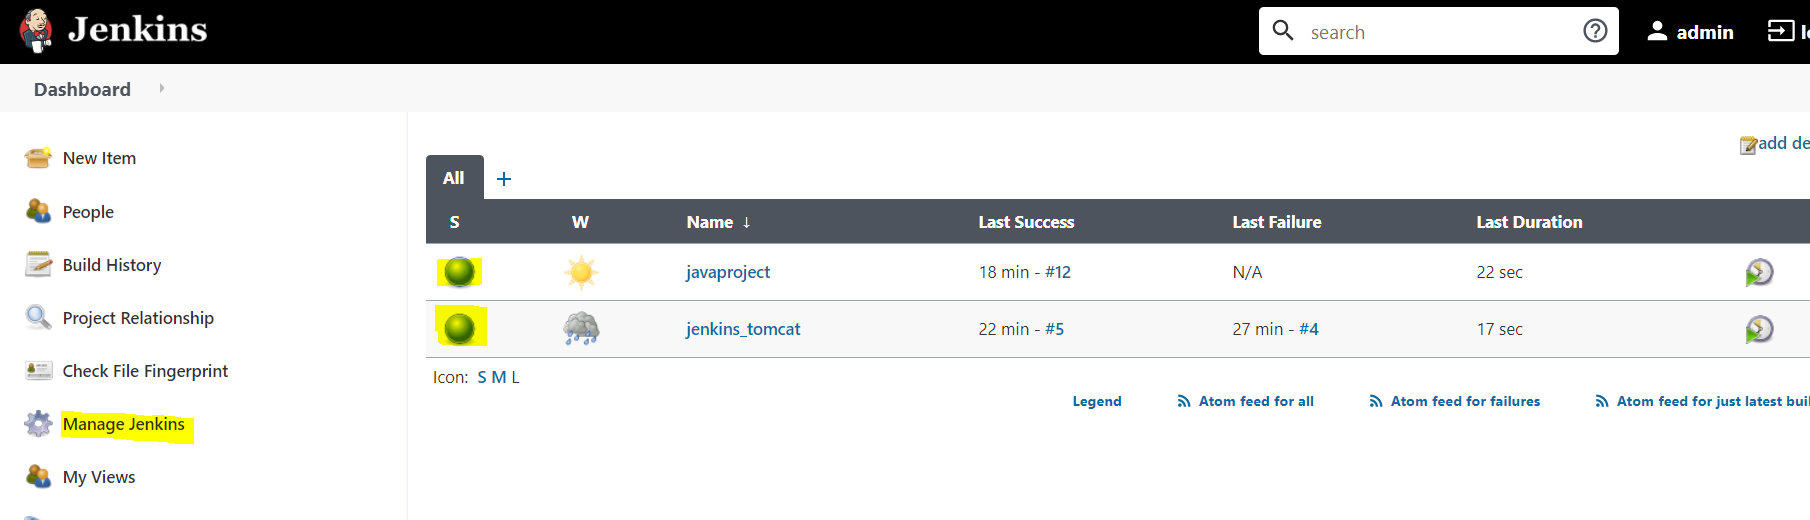 Jenkins
search
admin
Dashboard
New Item
People
Build History
Project Relationship
Check File Fingerprint
Manage Jenkins
My Views
add de
All +
S W Name ↓ Last Success Last Failure Last Duration
javaproject 18 min - #12 N/A 22 sec
jenkins_tomcat 22 min - #5 27 min - #4 17 sec
Icon: S M L
Legend Atom feed for all Atom feed for failures Atom feed for just latest buil